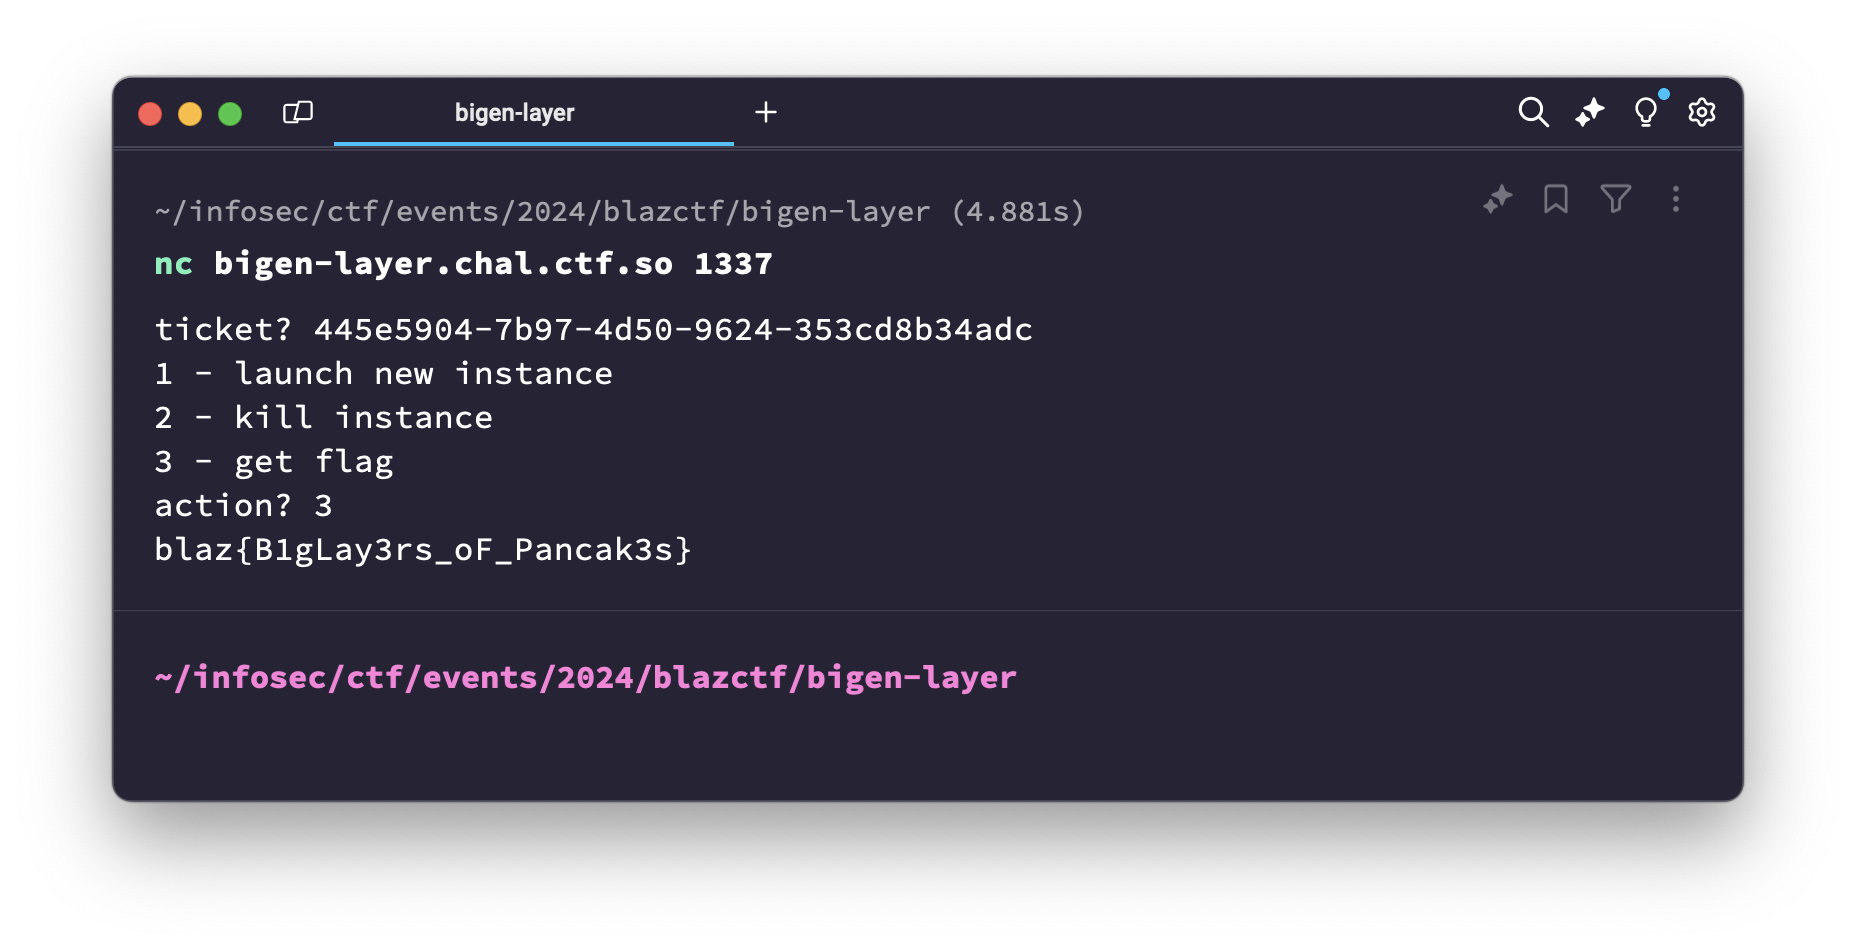 bigen-layer
~/infosec/ctf/events/2024/blazctf/bigen-layer (4.881s)
nc bigen-layer.chal.ctf.so 1337
ticket? 445e5904-7b97-4d50-9624-353cd8b34adc
1 - launch new instance
2 - kill instance
3 - get flag
action? 3
blaz{B1gLay3rs_oF_Pancak3s}
~/infosec/ctf/events/2024/blazctf/bigen-layer